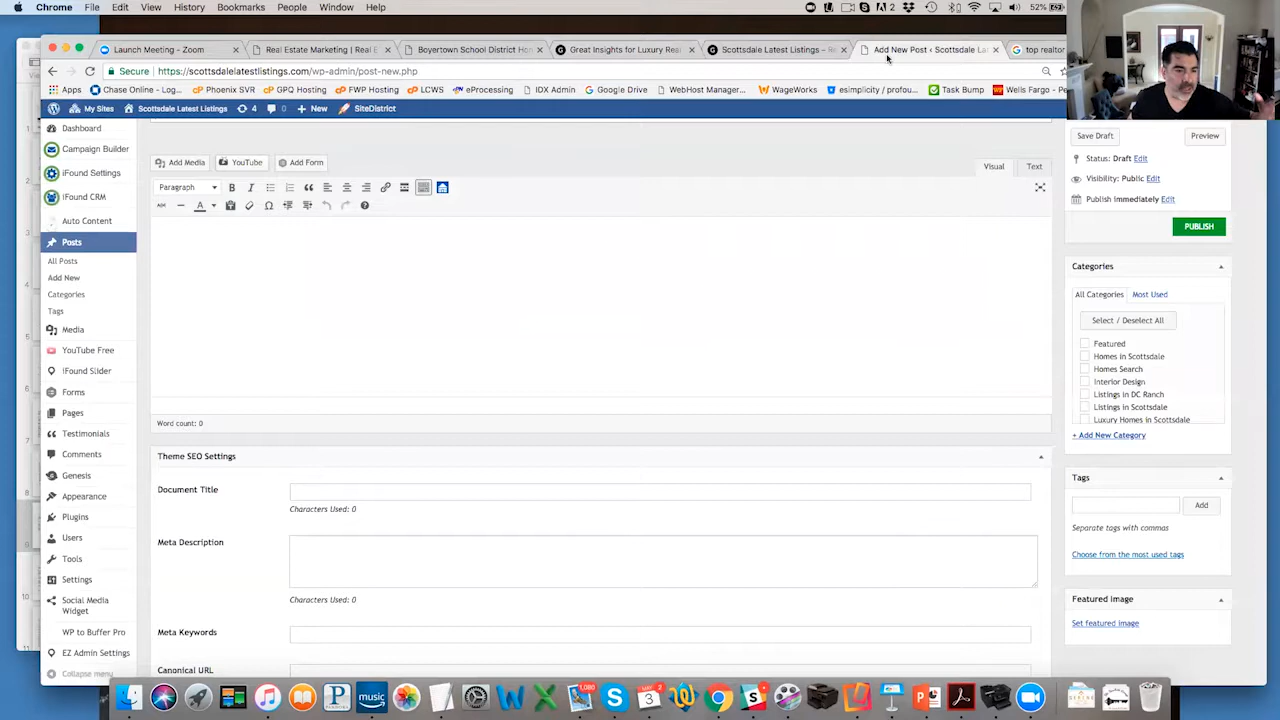 Chrome File Edit View History Bookmarks People Window Help
2 52%
Launch Meeting - Zoom
Real Estate Marketing | Real E
Boyertown School District Hom
Great Insights for Luxury Real
Scottsdale Latest Listings – Re
Add New Post ‹ Scottsdale La
top realtor
Secure https://scottsdalelatestlistings.com/wp-admin/post-new.php
Apps Chase Online - Log... Phoenix SVR GPQ Hosting FWP Hosting LCWS eProcessing IDX Admin Google Drive WebHost Manager... WageWorks esimplicity / profou... Task Bump Wells Fargo - Pe
My Sites Scottsdale Latest Listings 4 0 + New SiteDistrict
Dashboard
Campaign Builder
iFound Settings
iFound CRM
Auto Content
Posts
All Posts
Add New
Categories
Tags
Media
YouTube Free
iFound Slider
Forms
Pages
Testimonials
Comments
Genesis
Appearance
Plugins
Users
Tools
Settings
Social Media
Widget
WP to Buffer Pro
EZ Admin Settings
Collapse menu
Add Media YouTube Add Form
Visual Text
Paragraph B I
Word count: 0
Theme SEO Settings
Document Title
Characters Used: 0
Meta Description
Characters Used: 0
Meta Keywords
Canonical URL
Save Draft Preview
Status: Draft Edit
Visibility: Public Edit
Publish Immediately Edit
PUBLISH
Categories
All Categories Most Used
Select / Deselect All
Featured
Homes in Scottsdale
Homes Search
Interior Design
Listings in DC Ranch
Listings in Scottsdale
Luxury Homes in Scottsdale
+ Add New Category
Tags
Add
Separate tags with commas
Choose from the most used tags
Featured Image
Set featured image
music
1,080
3